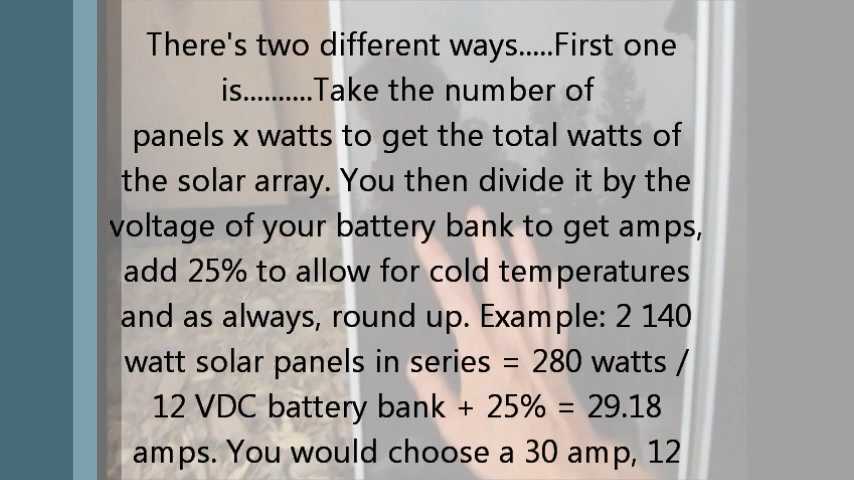 There's two different ways.....First one
is..........Take the number of
panels x watts to get the total watts of
the solar array. You then divide it by the
voltage of your battery bank to get amps,
add 25% to allow for cold temperatures
and as always, round up. Example: 2 140
watt solar panels in series = 280 watts /
12 VDC battery bank + 25% = 29.18
amps. You would choose a 30 amp, 12